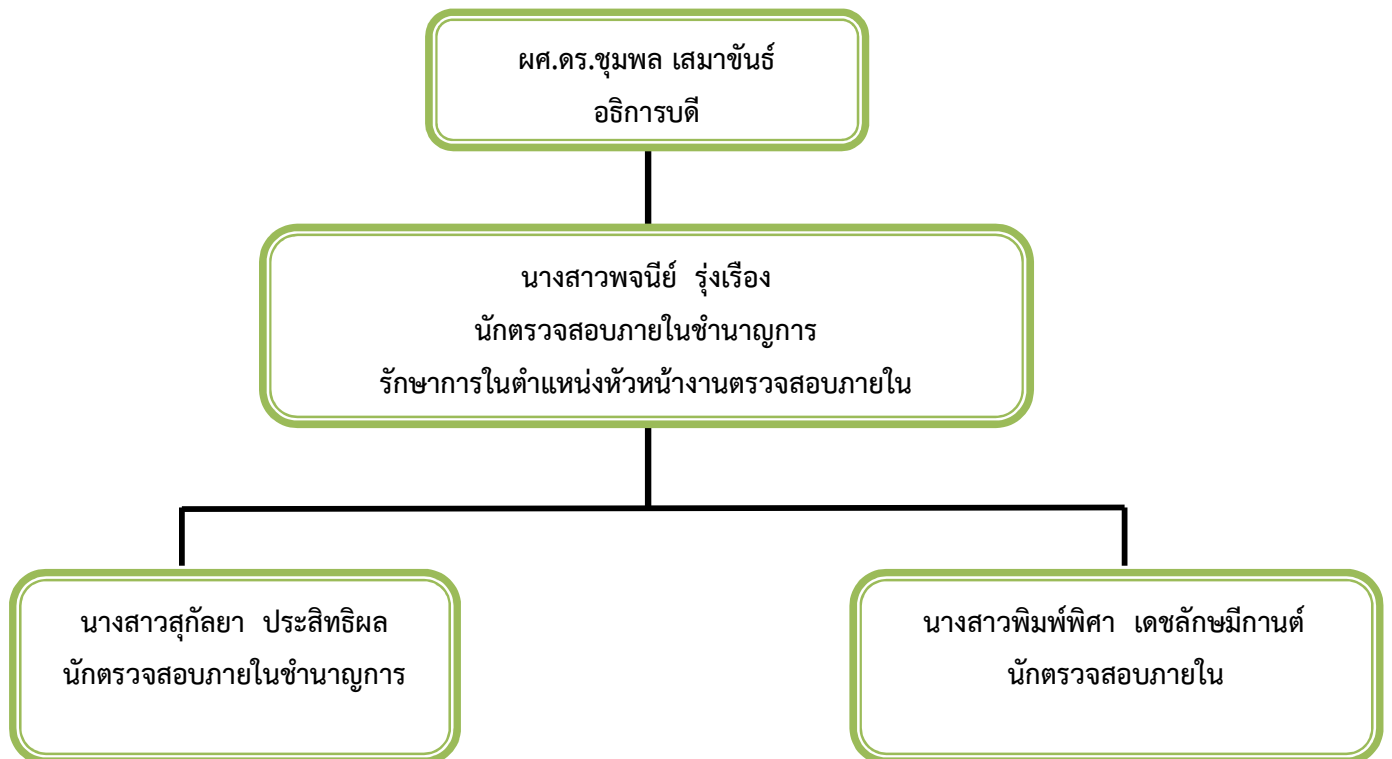 ผศ.ดร.ชุมพล เสมาขันธ์
อธิการบดี
นางสาวพจนีย์ รุ่งเรือง
นักตรวจสอบภายในชำนาญการ
รักษาการในตำแหน่งหัวหน้างานตรวจสอบภายใน
นางสาวสุกัลยา ประสิทธิผล
นักตรวจสอบภายในชำนาญการ
นางสาวพิมพ์พิศา เดชลักษมีกานต์
นักตรวจสอบภายใน